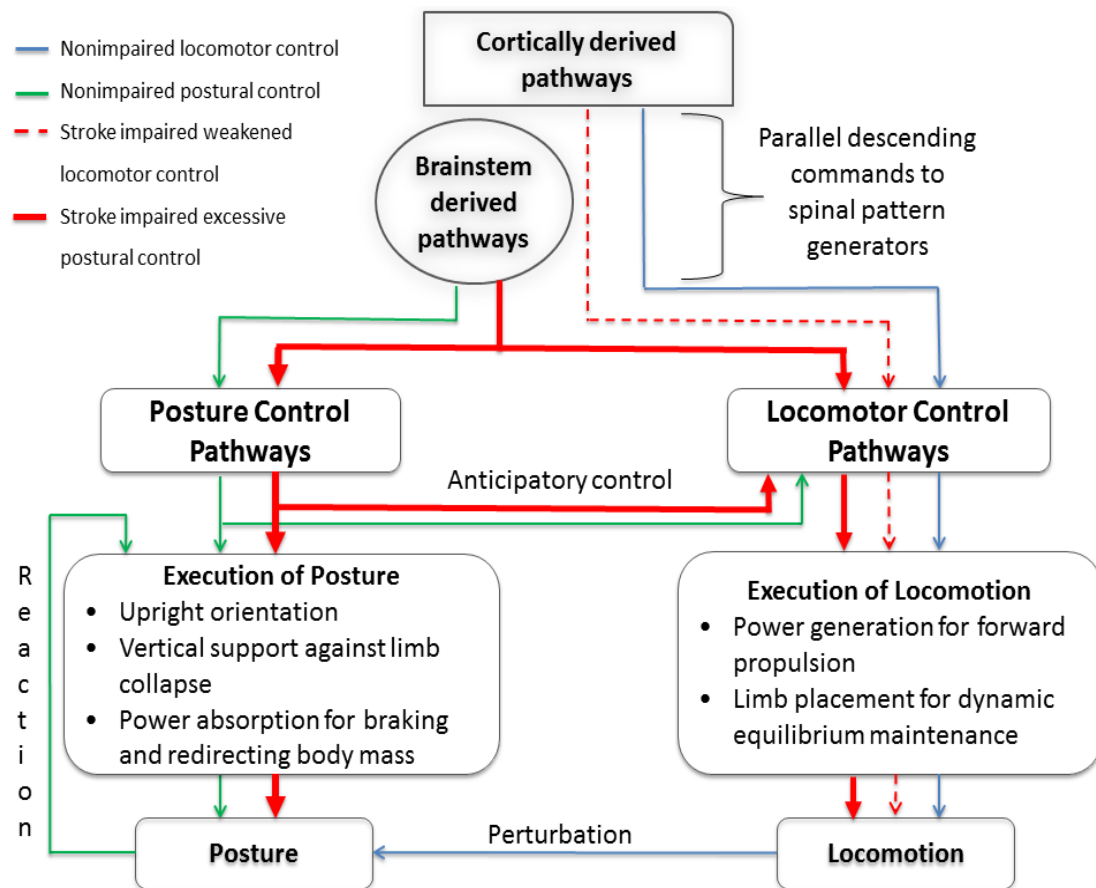 Nonimpaired locomotor control
Nonimpaired postural control
Stroke impaired weakened
locomotor control
Stroke impaired excessive
postural control
Cortically derived
pathways
Brainstem
derived
pathways
Parallel descending
commands to
spinal pattern
generators
Posture Control
Pathways
Locomotor Control
Pathways
Anticipatory control
Reaction
Execution of Posture
• Upright orientation
• Vertical support against limb
collapse
• Power absorption for braking
and redirecting body mass
Execution of Locomotion
• Power generation for forward
propulsion
• Limb placement for dynamic
equilibrium maintenance
Posture
Perturbation
Locomotion